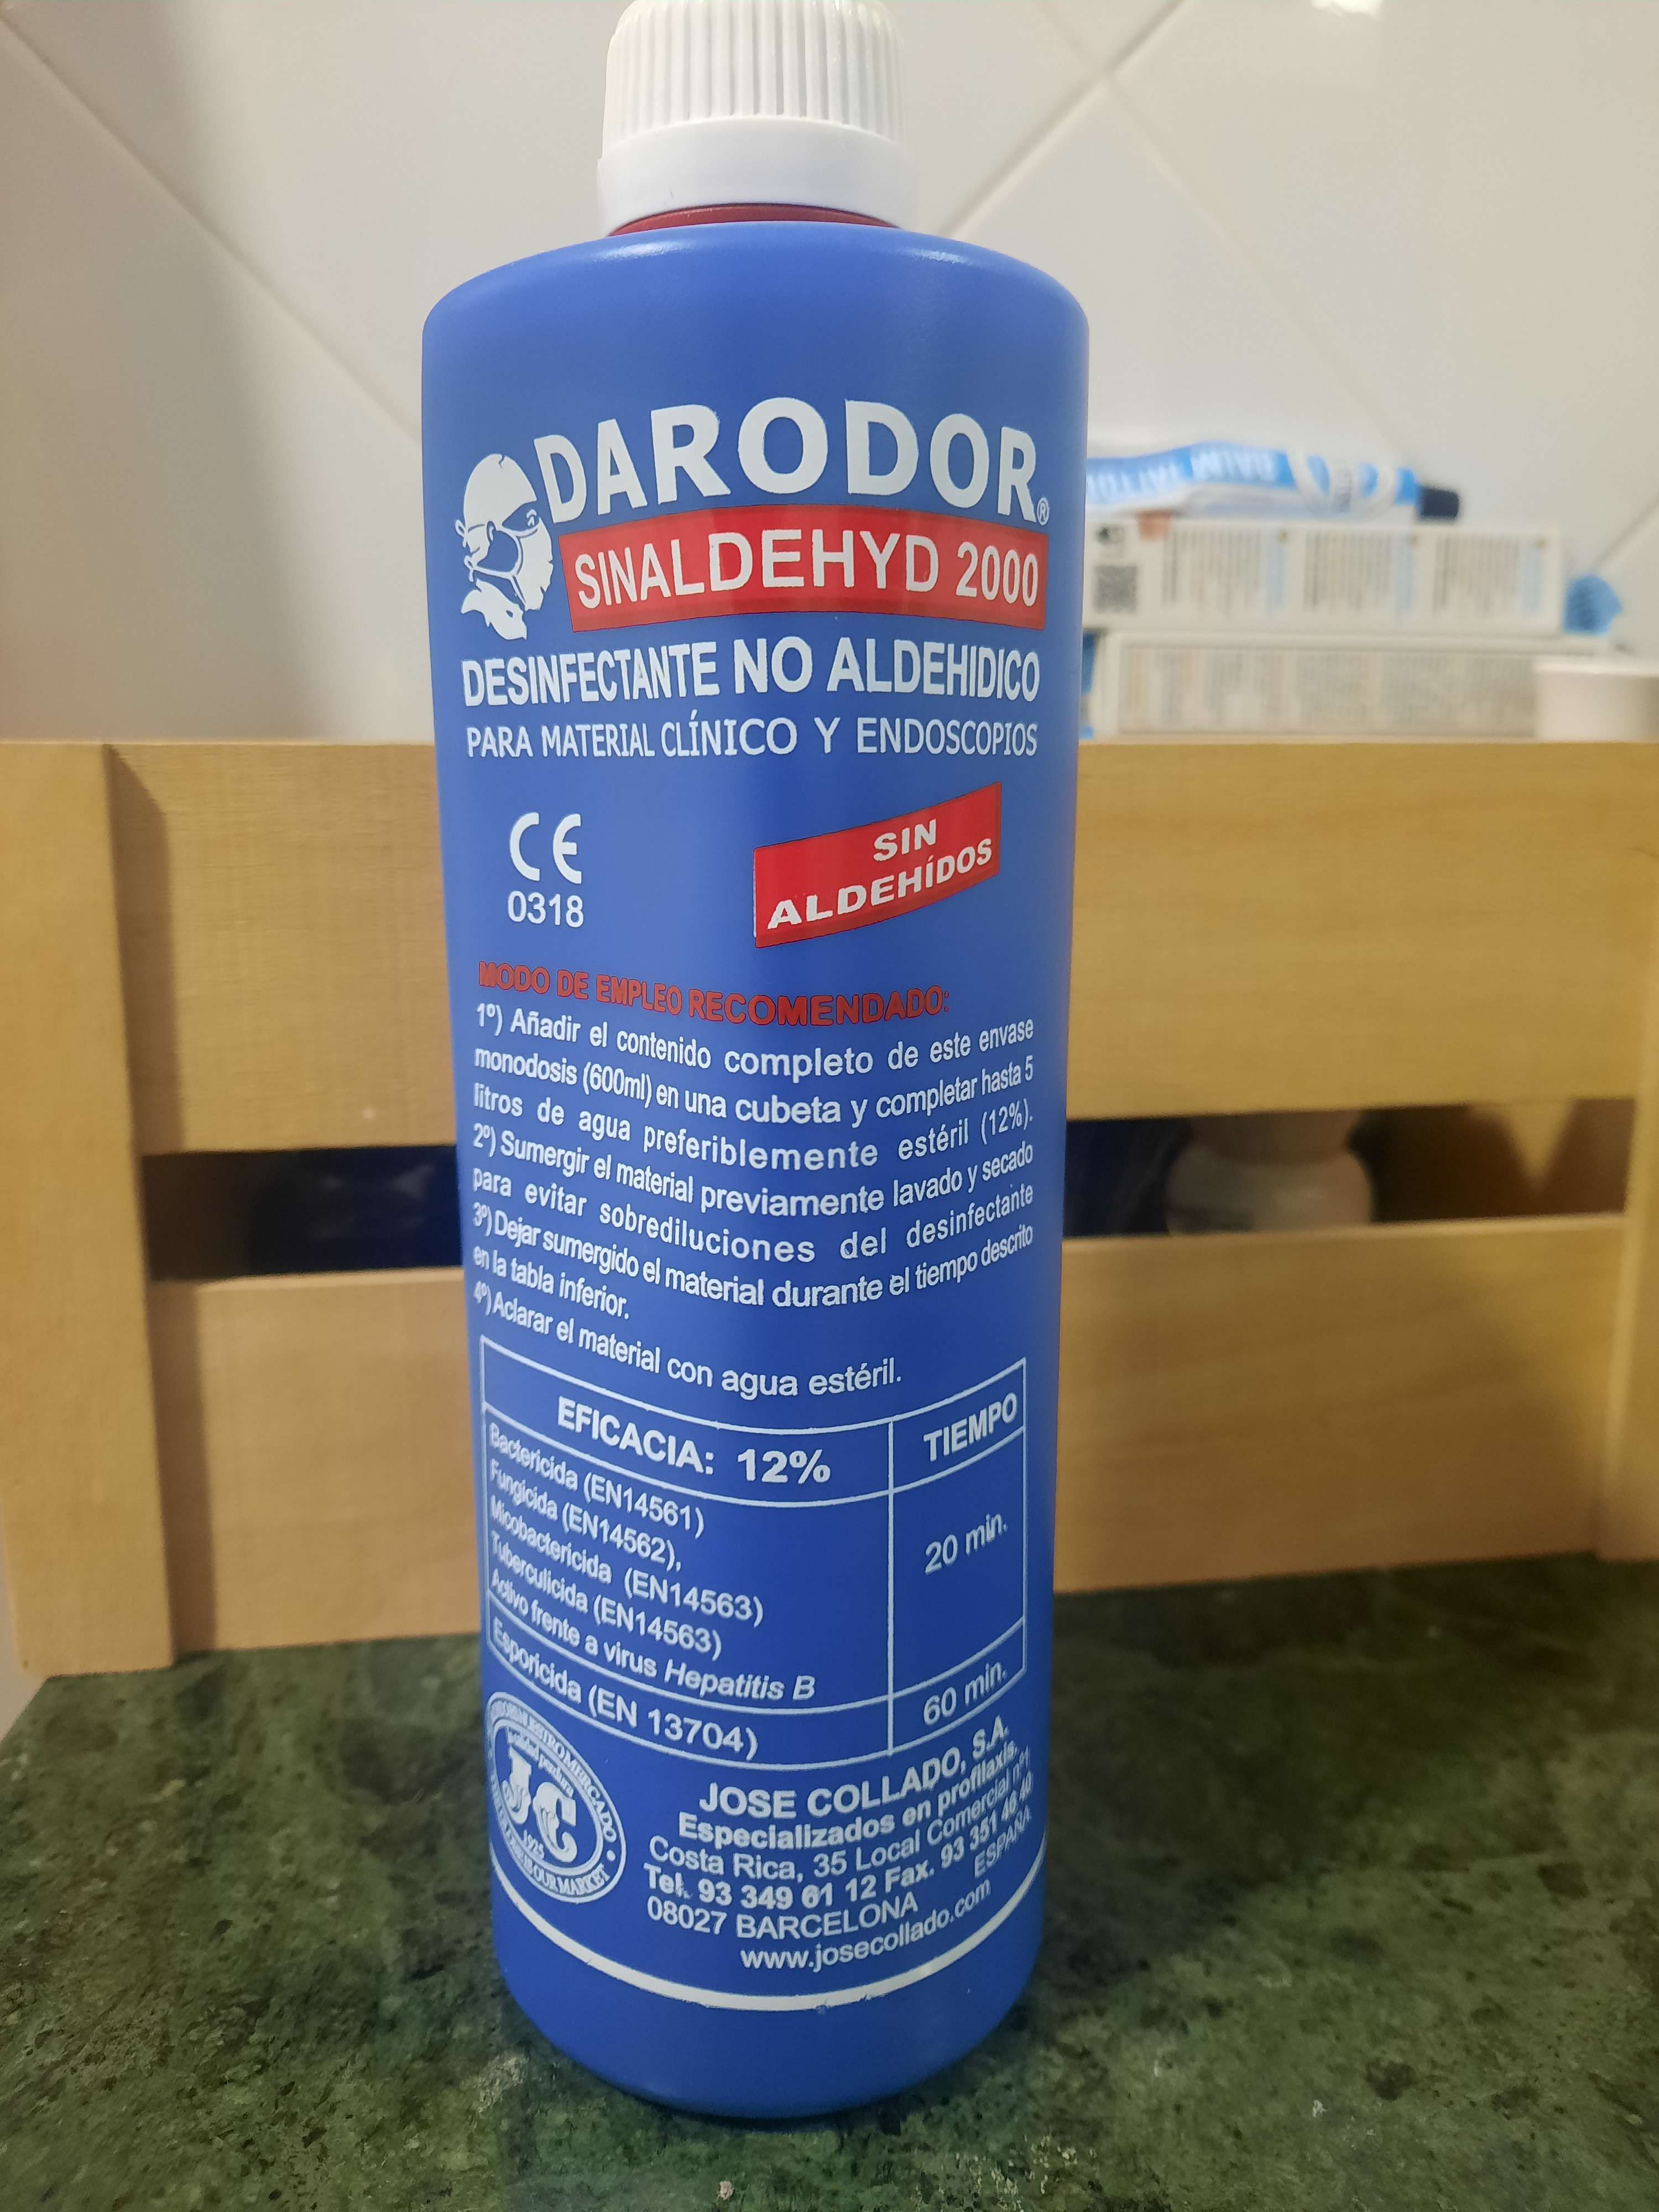 DARODOR®
SINALDEHYD 2000
DESINFECTANTE NO ALDEHIDICO
PARA MATERIAL CLÍNICO Y ENDOSCOPIOS
CE
0318
SIN
ALDEHÍDOS
MODO DE EMPLEO RECOMENDADO:
1º) Añadir el contenido completo de este envase
monodosis (600ml) en una cubeta y completar hasta 5
litros de agua preferiblemente estéril (12%).
2º) Sumergir el material previamente lavado y secado
para evitar sobrediluciones del desinfectante
3º) Dejar sumergido el material durante el tiempo descrito
en la tabla inferior.
4º) Aclarar el material con agua estéril.
EFICACIA: 12% TIEMPO
Bactericida (EN14561)
Fungicida (EN14562),
Micobactericida (EN14563)
Tuberculicida (EN14563)
Activo frente a virus Hepatitis B
20 min.
Esporicida (EN 13704) 60 min.
JC
1925
JOSE COLLADO, S.A.
Especializados en profilaxis.
Costa Rica, 35 Local Comercial nº1
Tel. 93 349 61 12 Fax. 93 351 40 40
08027 BARCELONA ESPAÑA
www.josecollado.com